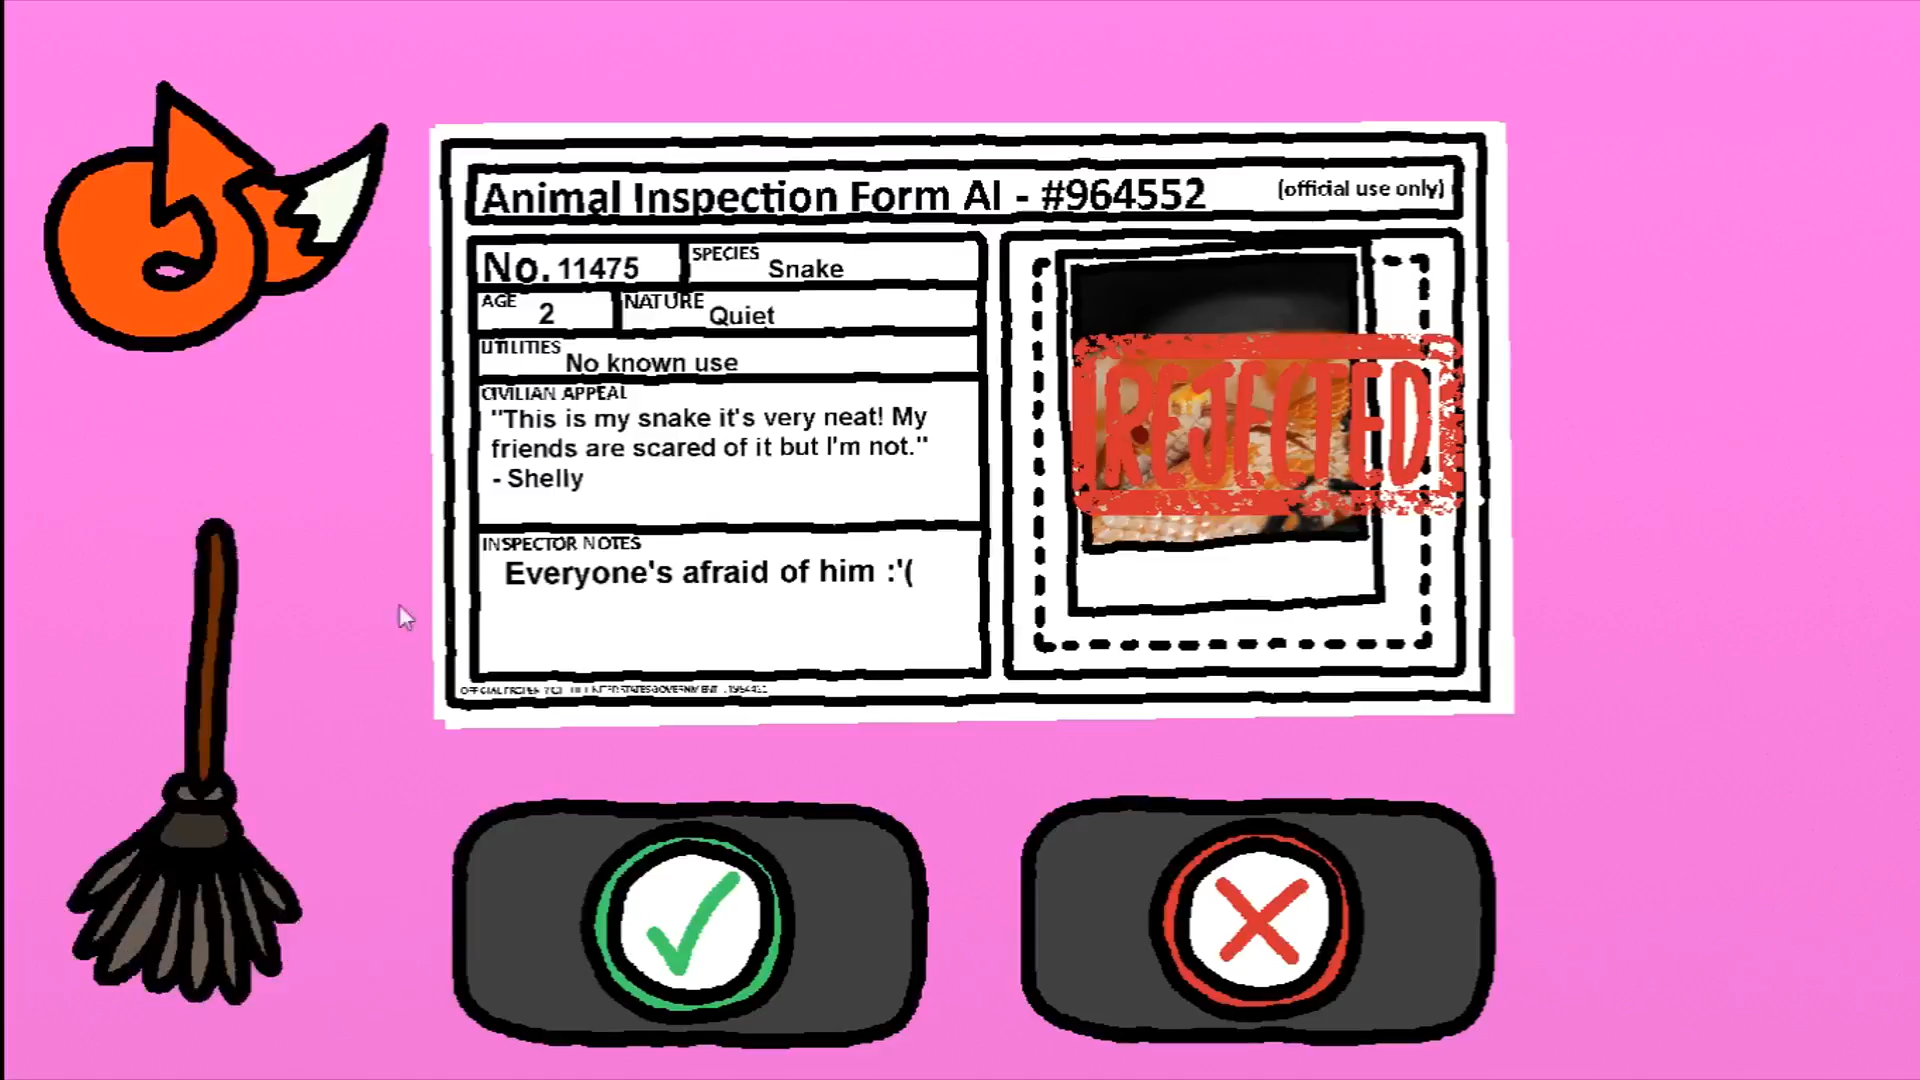 Animal Inspection Form AI - #964552
(official use only)
No. 11475
SPECIES Snake
AGE 2
NATURE Quiet
UTILITIES No known use
CIVILIAN APPEAL
"This is my snake it's very neat! My
friends are scared of it but I'm not."
- Shelly
INSPECTOR NOTES
Everyone's afraid of him :'(
REJECTED